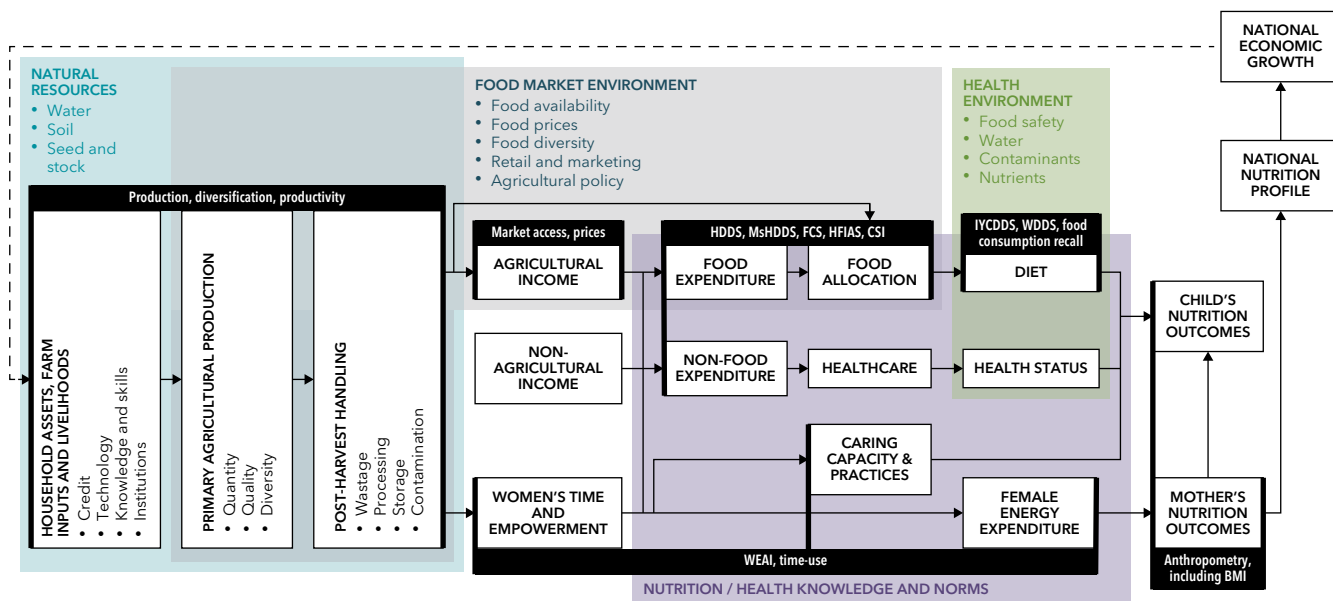 NATIONAL
ECONOMIC
GROWTH
NATURAL
RESOURCES
• Water
• Soil
• Seed and
stock
FOOD MARKET ENVIRONMENT
• Food availability
• Food prices
• Food diversity
• Retail and marketing
• Agricultural policy
HEALTH
ENVIRONMENT
• Food safety
• Water
• Contaminants
• Nutrients
NATIONAL
NUTRITION
PROFILE
Production, diversification, productivity
HOUSEHOLD ASSETS, FARM
INPUTS AND LIVELIHOODS
• Credit
• Technology
• Knowledge and skills
• Institutions
PRIMARY AGRICULTURAL PRODUCTION
• Quantity
• Quality
• Diversity
POST-HARVEST HANDLING
• Wastage
• Processing
• Storage
• Contamination
Market access, prices
AGRICULTURAL
INCOME
HDDS, MsHDDS, FCS, HFIAS, CSI
FOOD
EXPENDITURE
FOOD
ALLOCATION
IYCDDS, WDDS, food
consumption recall
DIET
CHILD'S
NUTRITION
OUTCOMES
NON-
AGRICULTURAL
INCOME
NON-FOOD
EXPENDITURE
HEALTHCARE
HEALTH STATUS
CARING
CAPACITY &
PRACTICES
WOMEN'S TIME
AND
EMPOWERMENT
FEMALE
ENERGY
EXPENDITURE
MOTHER'S
NUTRITION
OUTCOMES
WEAI, time-use
Anthropometry,
including BMI
NUTRITION / HEALTH KNOWLEDGE AND NORMS